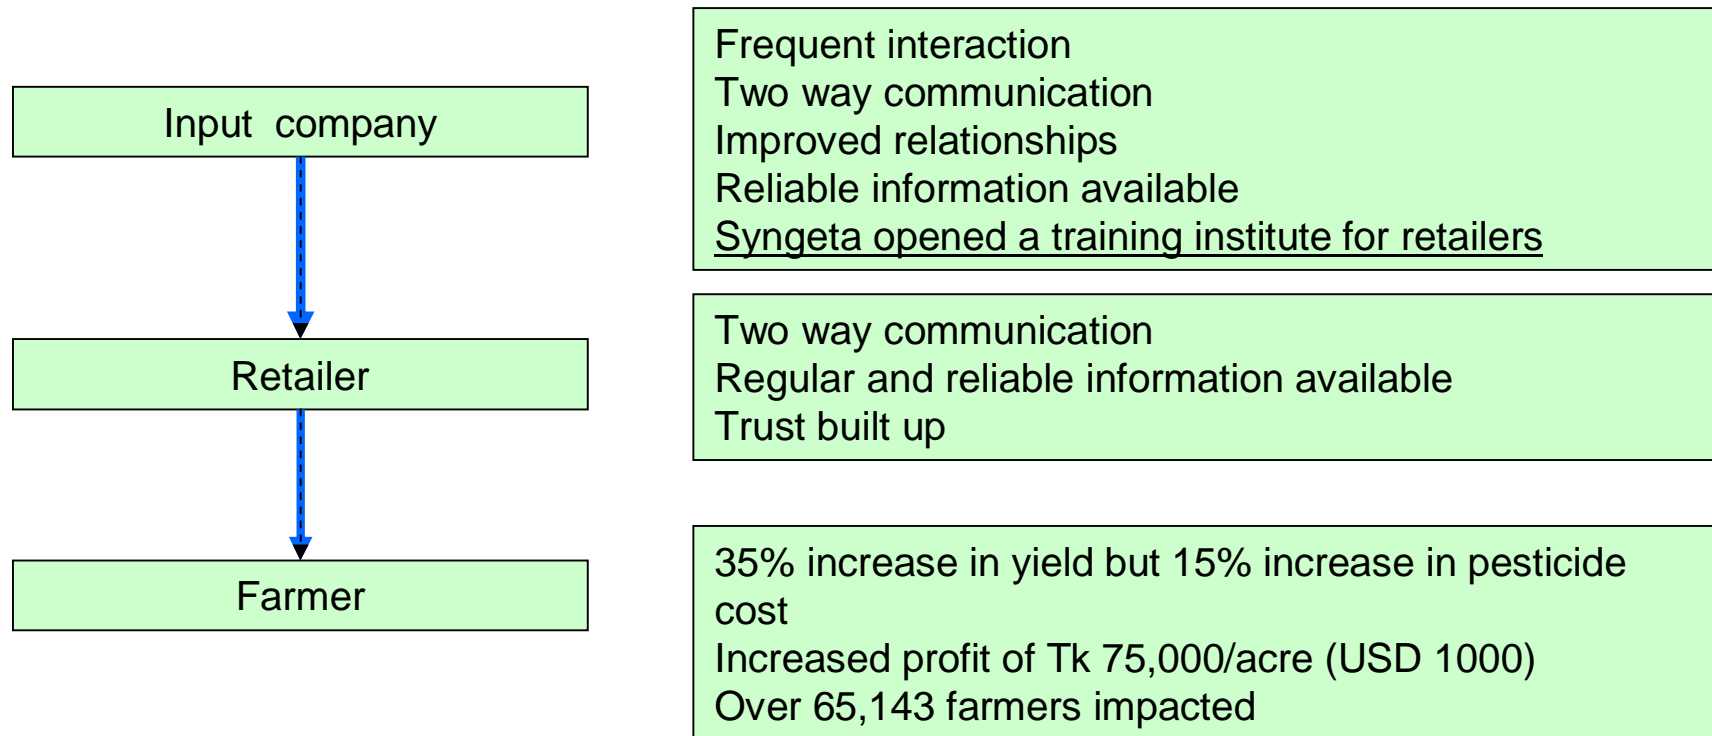 Input company
Frequent interaction
Two way communication
Improved relationships
Reliable information available
Syngeta opened a training institute for retailers
Retailer
Two way communication
Regular and reliable information available
Trust built up
Farmer
35% increase in yield but 15% increase in pesticide
cost
Increased profit of Tk 75,000/acre (USD 1000)
Over 65,143 farmers impacted